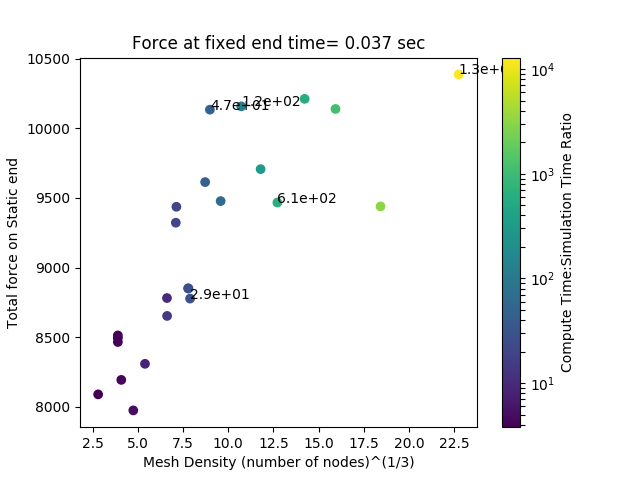 Force at fixed end time= 0.037 sec
Total force on Static end
10500
10000
9500
9000
8500
8000
4.7e+01
1.2e+02
6.1e+02
2.9e+01
2.5
5.0
7.5
10.0
12.5
15.0
17.5
20.0
22.5
Mesh Density (number of nodes)^(1/3)
10^4
10^3
10^2
10^1
Compute Time:Simulation Time Ratio